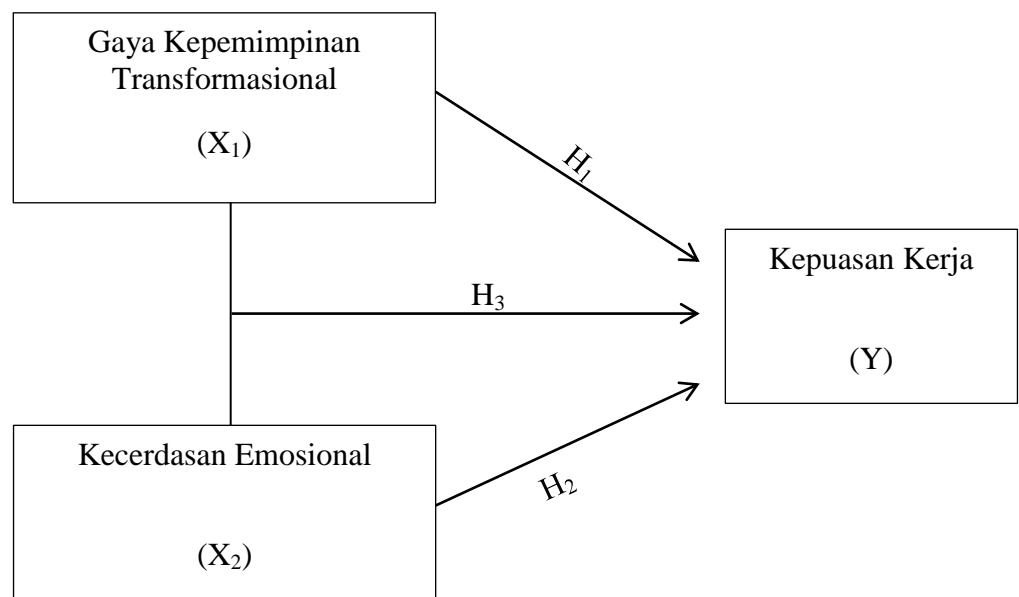 Gaya Kepemimpinan
Transformasional
(X₁)
H₁
Kepuasan Kerja
(Y)
H₃
Kecerdasan Emosional
(X₂)
H₂